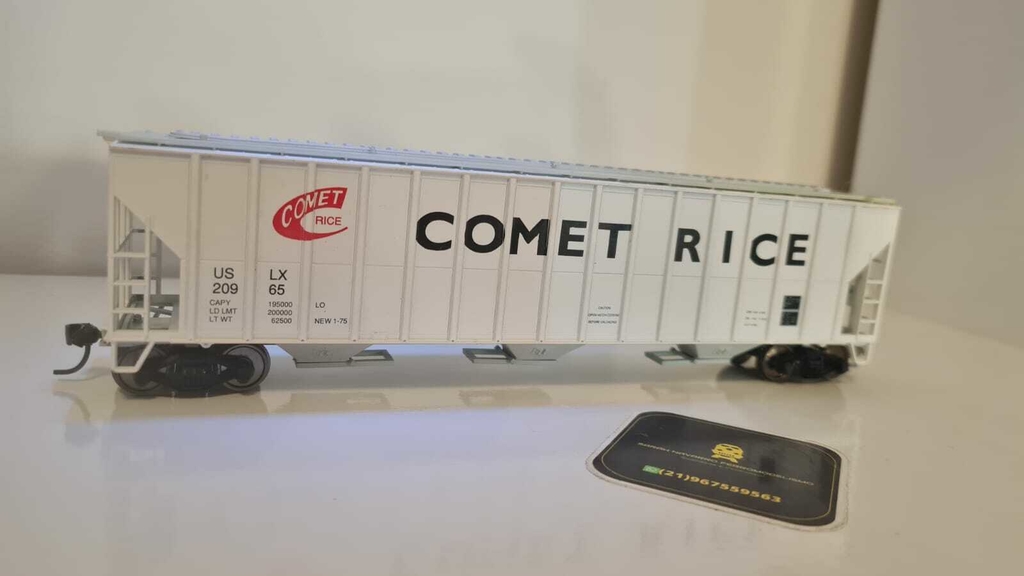 COMET
RICE
COMET RICE
US LX
209 65
CAPY 195000 LO
LD LMT 200000
LT WT 62500 NEW 1-75
(21)967559563